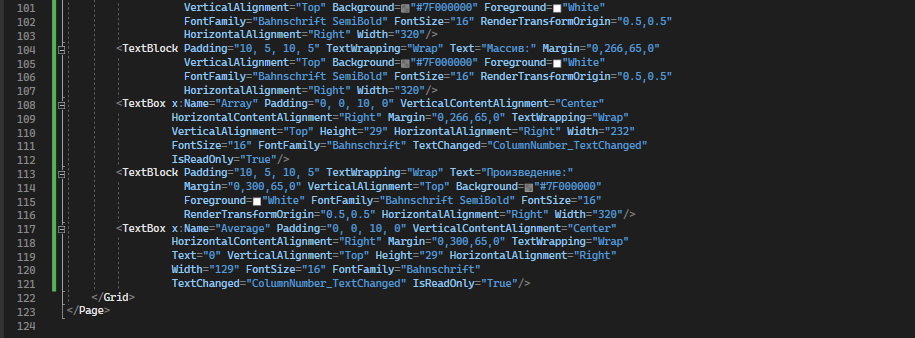 101 VerticalAlignment="Top" Background="#7F000000" Foreground="White"
102 FontFamily="Bahnschrift SemiBold" FontSize="16" RenderTransformOrigin="0.5,0.5"
103 HorizontalAlignment="Right" Width="320"/>
104 <TextBlock Padding="10, 5, 10, 5" TextWrapping="Wrap" Text="Массив:" Margin="0,266,65,0"
105 VerticalAlignment="Top" Background="#7F000000" Foreground="White"
106 FontFamily="Bahnschrift SemiBold" FontSize="16" RenderTransformOrigin="0.5,0.5"
107 HorizontalAlignment="Right" Width="320"/>
108 <TextBox x:Name="Array" Padding="0, 0, 10, 0" VerticalContentAlignment="Center"
109 HorizontalContentAlignment="Right" Margin="0,266,65,0" TextWrapping="Wrap"
110 VerticalAlignment="Top" Height="29" HorizontalAlignment="Right" Width="232"
111 FontSize="16" FontFamily="Bahnschrift" TextChanged="ColumnNumber_TextChanged"
112 IsReadOnly="True"/>
113 <TextBlock Padding="10, 5, 10, 5" TextWrapping="Wrap" Text="Произведение:"
114 Margin="0,300,65,0" VerticalAlignment="Top" Background="#7F000000"
115 Foreground="White" FontFamily="Bahnschrift SemiBold" FontSize="16"
116 RenderTransformOrigin="0.5,0.5" HorizontalAlignment="Right" Width="320"/>
117 <TextBox x:Name="Average" Padding="0, 0, 10, 0" VerticalContentAlignment="Center"
118 HorizontalContentAlignment="Right" Margin="0,300,65,0" TextWrapping="Wrap"
119 Text="0" VerticalAlignment="Top" Height="29" HorizontalAlignment="Right"
120 Width="129" FontSize="16" FontFamily="Bahnschrift"
121 TextChanged="ColumnNumber_TextChanged" IsReadOnly="True"/>
122 </Grid>
123 </Page>
124